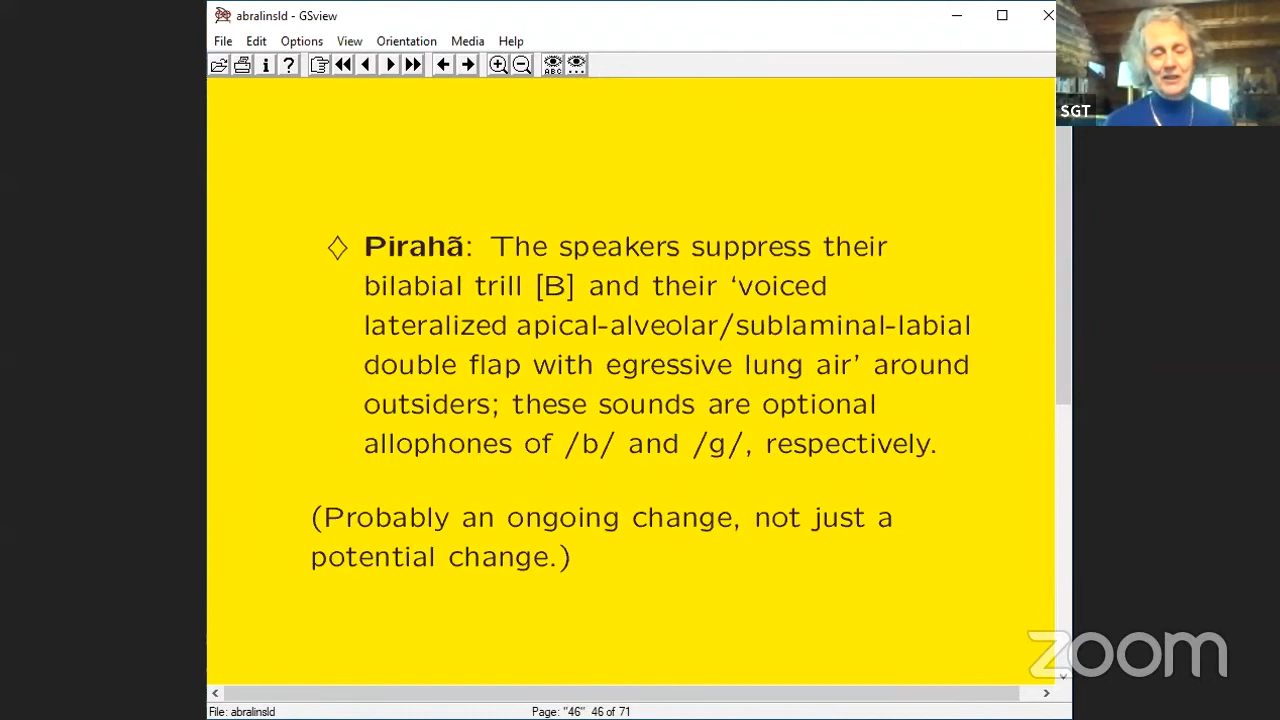 abralinsld - GSview
File Edit Options View Orientation Media Help
ABC
SGT
◇ Pirahã: The speakers suppress their
bilabial trill [B] and their ‘voiced
lateralized apical-alveolar/sublaminal-labial
double flap with egressive lung air’ around
outsiders; these sounds are optional
allophones of /b/ and /g/, respectively.
(Probably an ongoing change, not just a
potential change.)
zoom
File: abralinsld Page: "46" 46 of 71